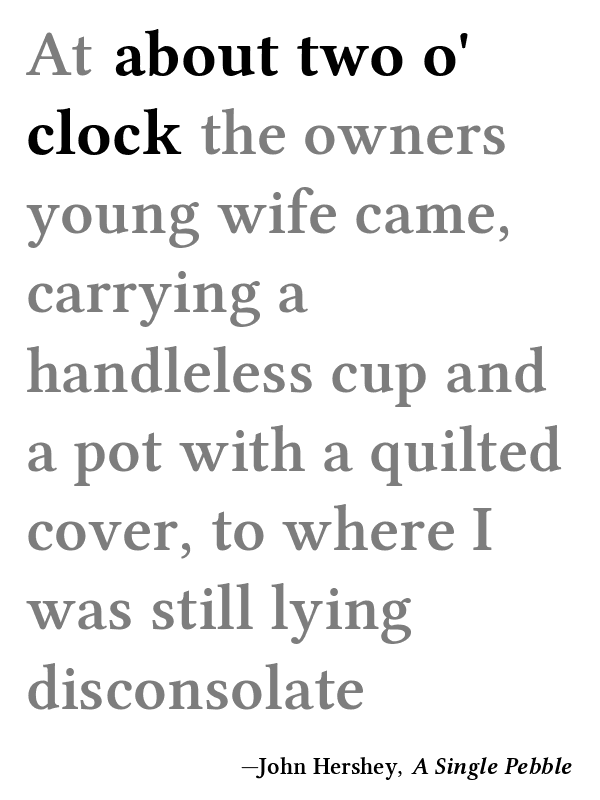 At about two o'
clock the owners
young wife came,
carrying a
handleless cup and
a pot with a quilted
cover, to where I
was still lying
disconsolate
—John Hershey, A Single Pebble